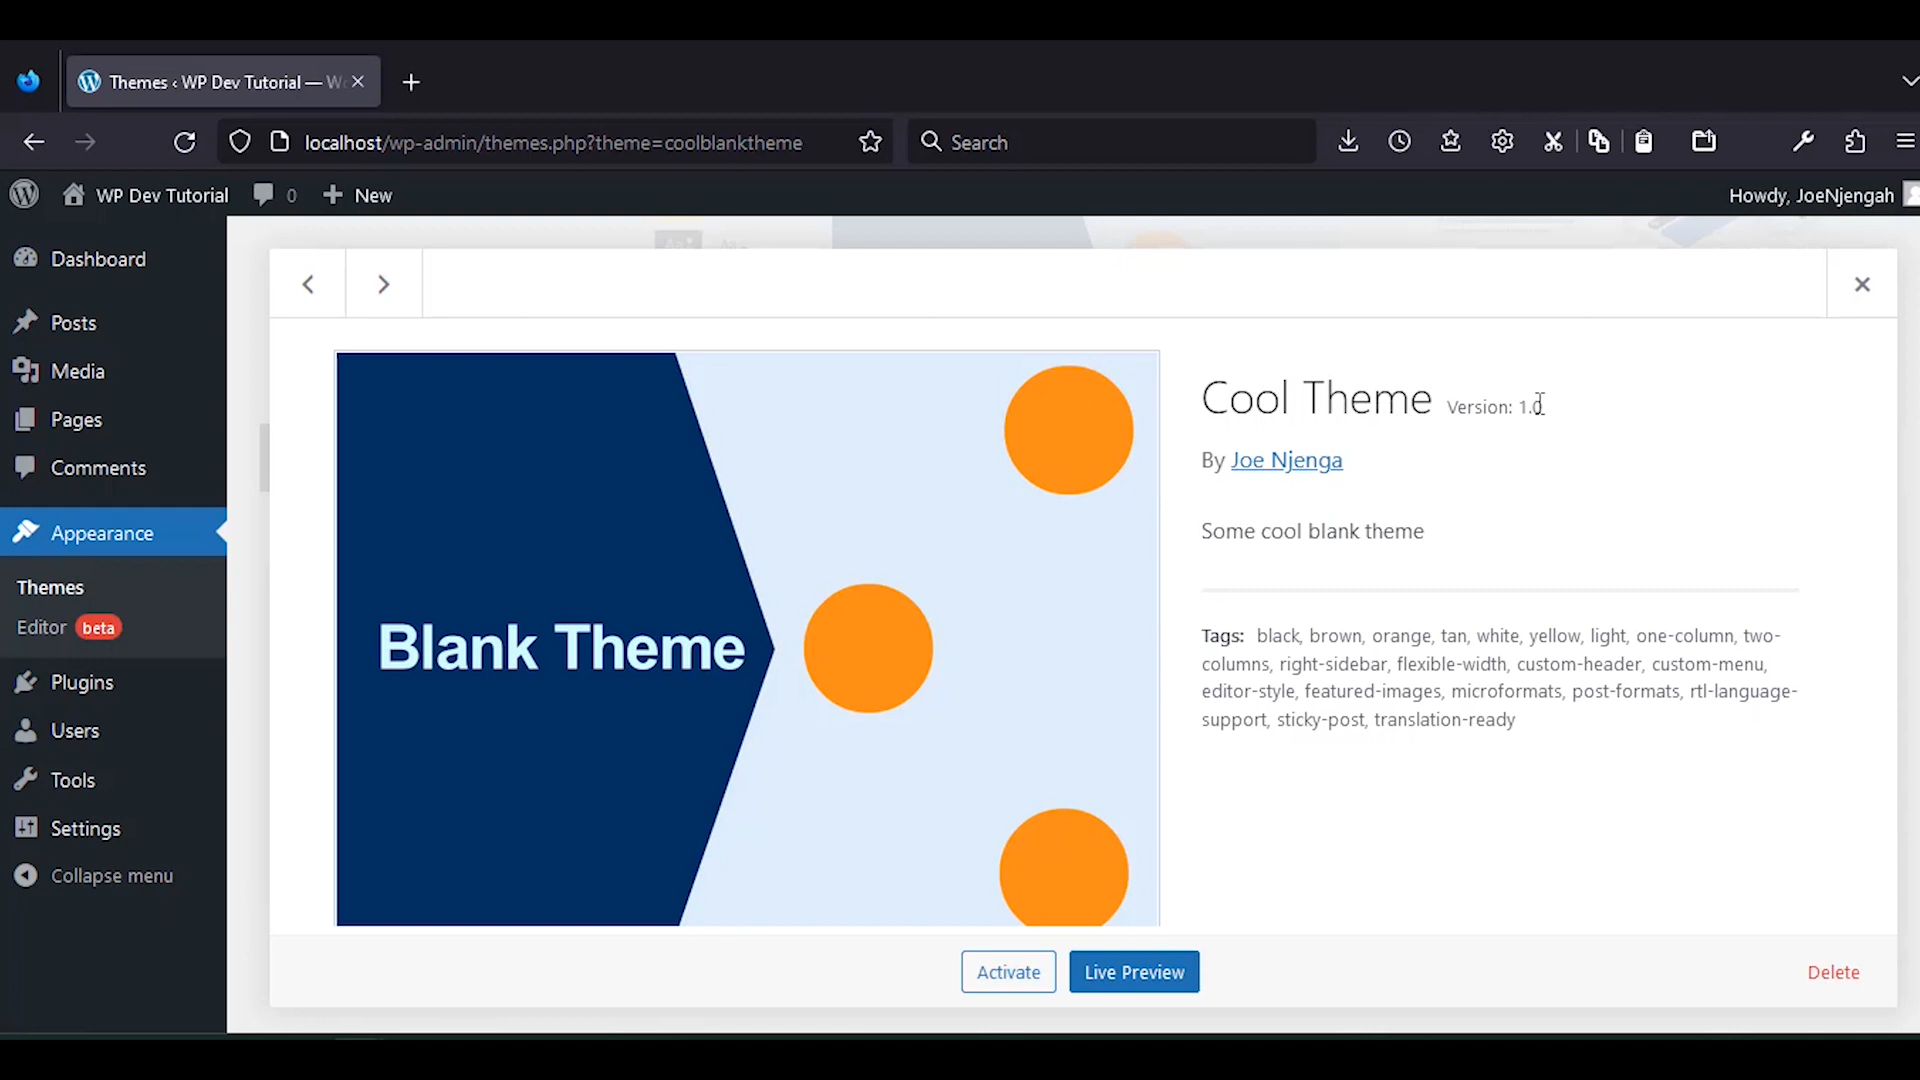 Themes ‹ WP Dev Tutorial — W
localhost/wp-admin/themes.php?theme=coolblanktheme
Search
WP Dev Tutorial
0
New
Howdy, JoeNjengah
Dashboard
Posts
Media
Pages
Comments
Appearance
Themes
Editor beta
Plugins
Users
Tools
Settings
Collapse menu
Blank Theme
Cool Theme Version: 1.0
By Joe Njenga
Some cool blank theme
Tags: black, brown, orange, tan, white, yellow, light, one-column, two-
columns, right-sidebar, flexible-width, custom-header, custom-menu,
editor-style, featured-images, microformats, post-formats, rtl-language-
support, sticky-post, translation-ready
Activate
Live Preview
Delete